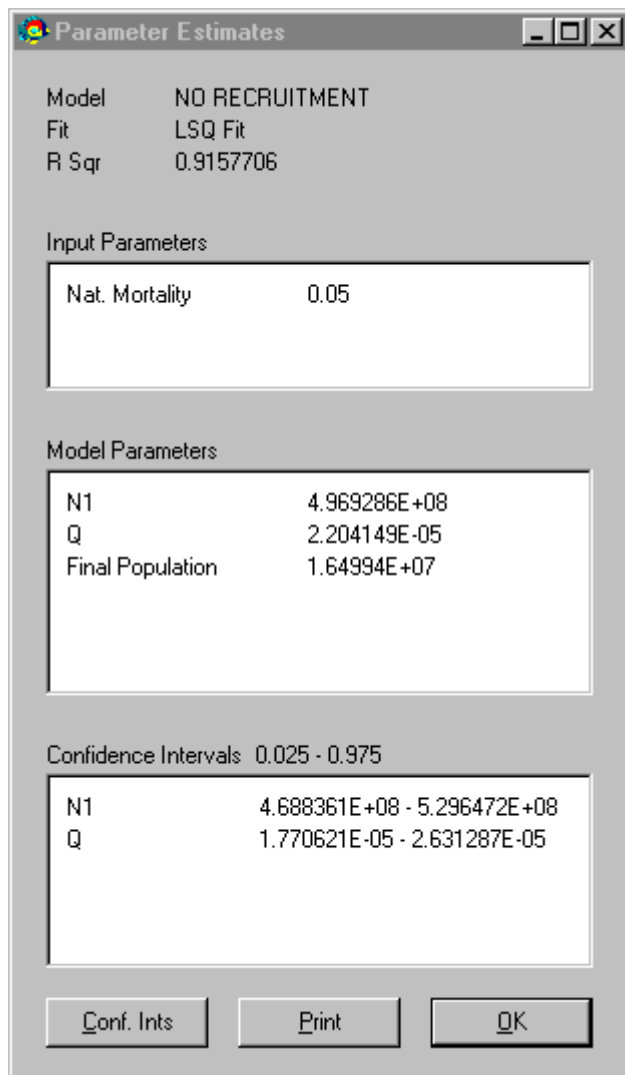 Parameter Estimates
Model NO RECRUITMENT
Fit LSQ Fit
R Sqr 0.9157706
Input Parameters
Nat. Mortality 0.05
Model Parameters
N1 4.969286E+08
Q 2.204149E-05
Final Population 1.64994E+07
Confidence Intervals 0.025 - 0.975
N1 4.688361E+08 - 5.296472E+08
Q 1.770621E-05 - 2.631287E-05
Conf. Ints Print OK